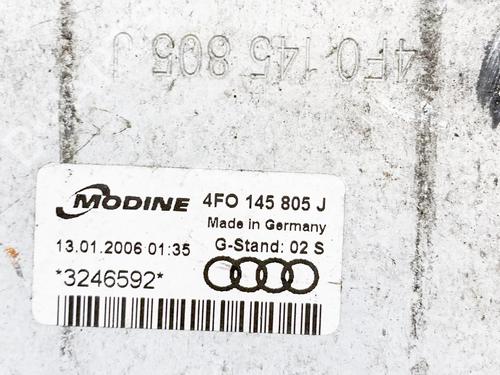 4F0 145 805 J
MODINE 4FO 145 805 J
Made in Germany
13.01.2006 01:35 G-Stand: 02 S
*3246592*